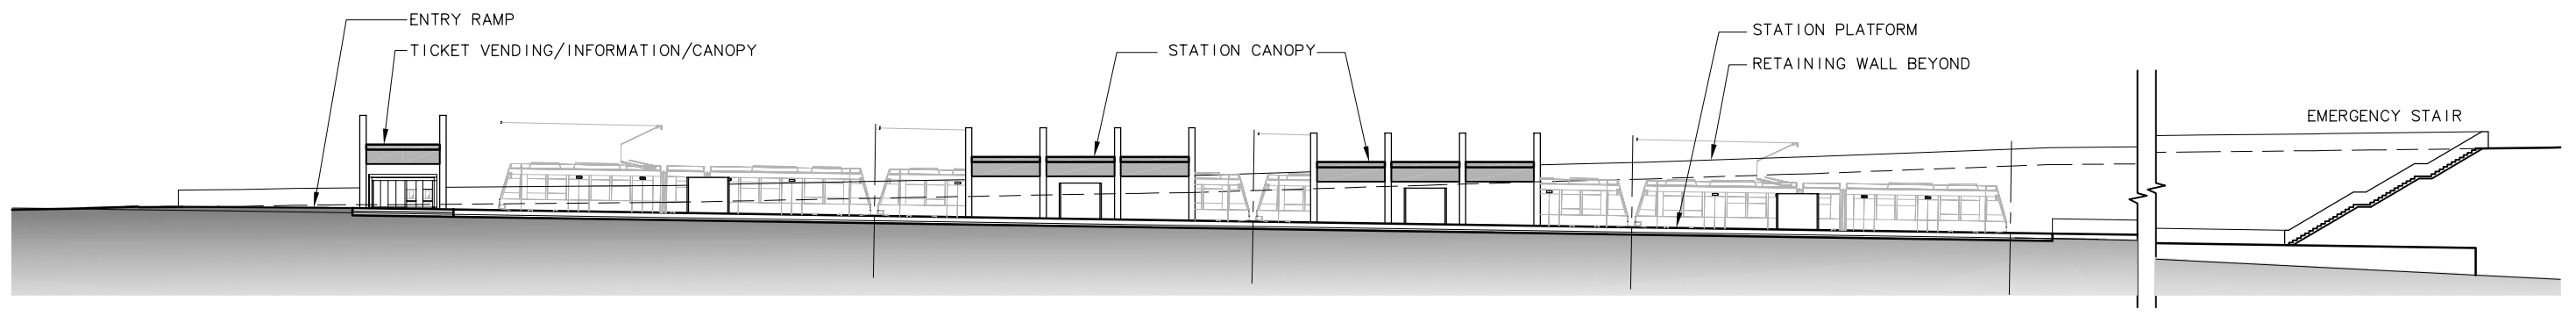 ENTRY RAMP
TICKET VENDING/INFORMATION/CANOPY
STATION CANOPY
STATION PLATFORM
RETAINING WALL BEYOND
EMERGENCY STAIR